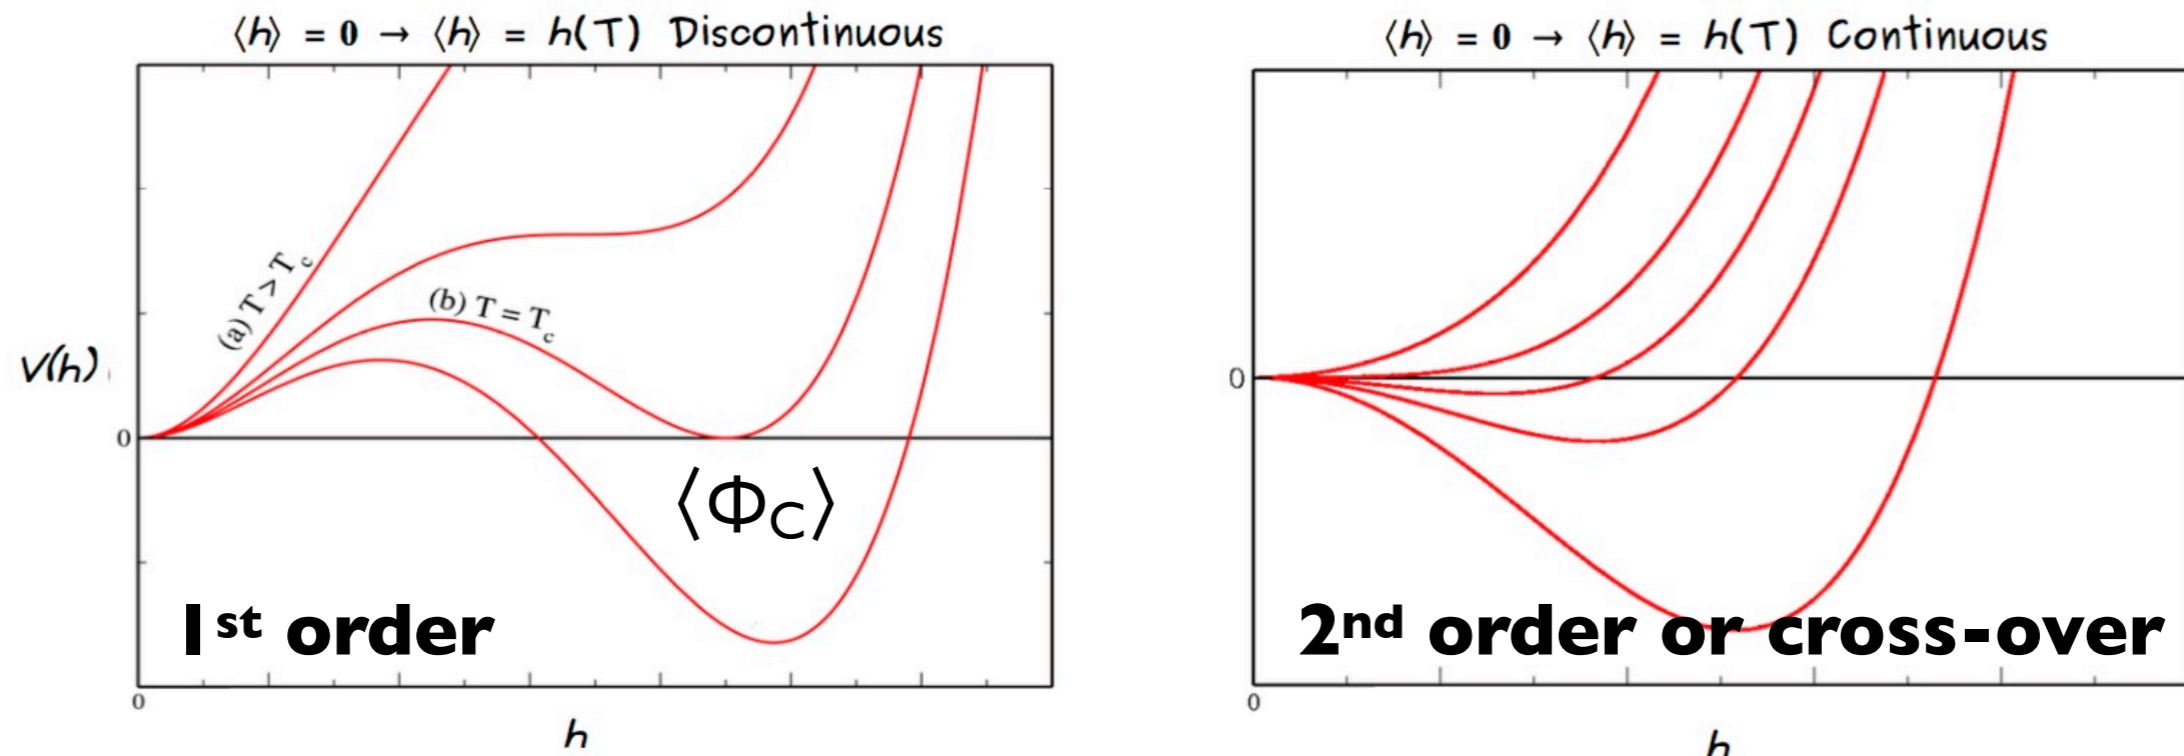 ⟨h⟩ = 0 → ⟨h⟩ = h(T) Discontinuous
(a) T > Tc
(b) T = Tc
V(h)
0
⟨ΦC⟩
1st order
0
h
⟨h⟩ = 0 → ⟨h⟩ = h(T) Continuous
0
2nd order or cross-over
0
h